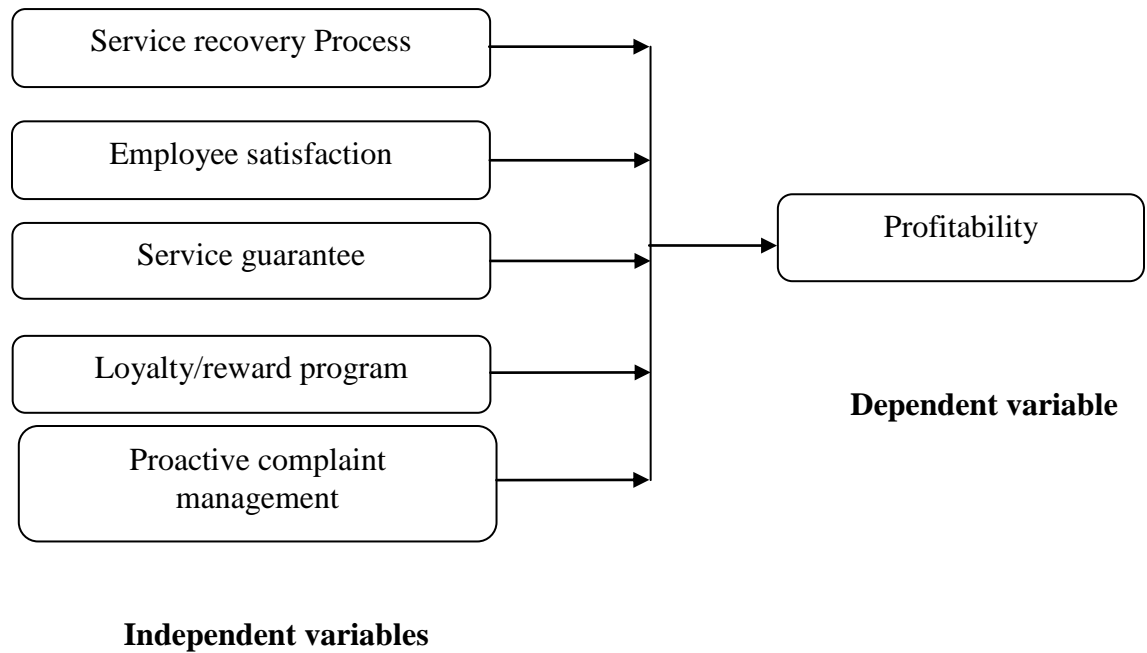 Service recovery Process
Employee satisfaction
Service guarantee
Profitability
Loyalty/reward program
Dependent variable
Proactive complaint
management
Independent variables